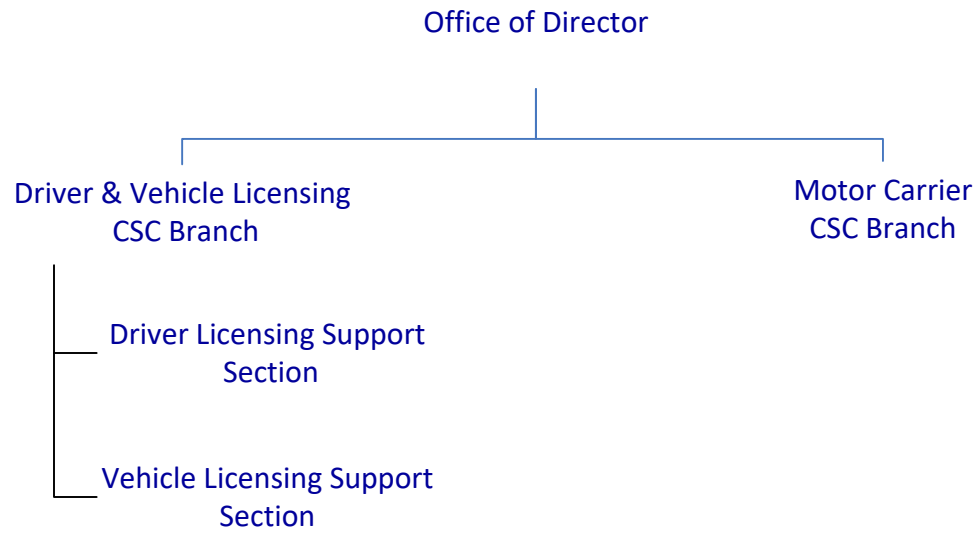 Office of Director
Driver & Vehicle Licensing
CSC Branch
Motor Carrier
CSC Branch
Driver Licensing Support
Section
Vehicle Licensing Support
Section